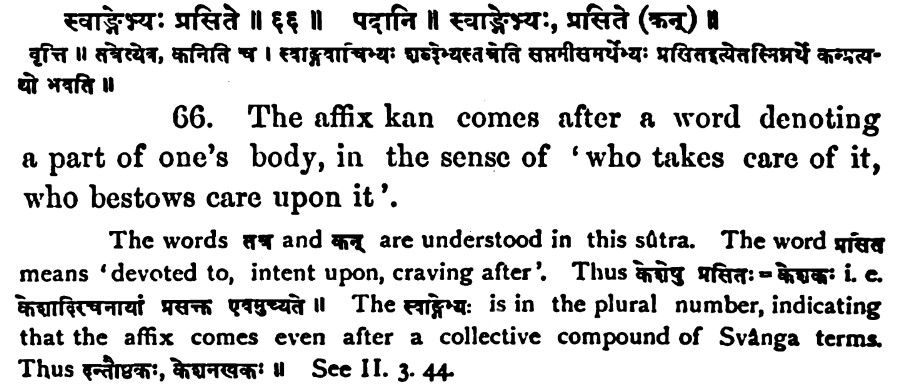 स्वाङ्गेभ्यः प्रसिते ॥ ६६ ॥ पदानि ॥ स्वाङ्गेभ्यः, प्रसिते (कन्) ॥
वृत्ति ॥ तत्रेत्येव, कनिति च । स्वाङ्गवाचिभ्यः शब्देभ्यस्तत्रेति सप्तमीसमर्थेभ्यः प्रसितइत्येतस्मिन्नर्थे कन्प्रत्य-
यो भवति ॥
66. The affix kan comes after a word denoting
a part of one's body, in the sense of 'who takes care of it,
who bestows care upon it'.
The words तत्र and कन् are understood in this sûtra. The word प्रसित
means 'devoted to, intent upon, craving after'. Thus केशेषु प्रसितः = केशकः i. e.
केशादिरचनायां प्रसक्त एवमुच्यते ॥ The स्वाङ्गेभ्यः is in the plural number, indicating
that the affix comes even after a collective compound of Svânga terms.
Thus दन्तौष्ठकः, केशनखकः ॥ See II. 3. 44.